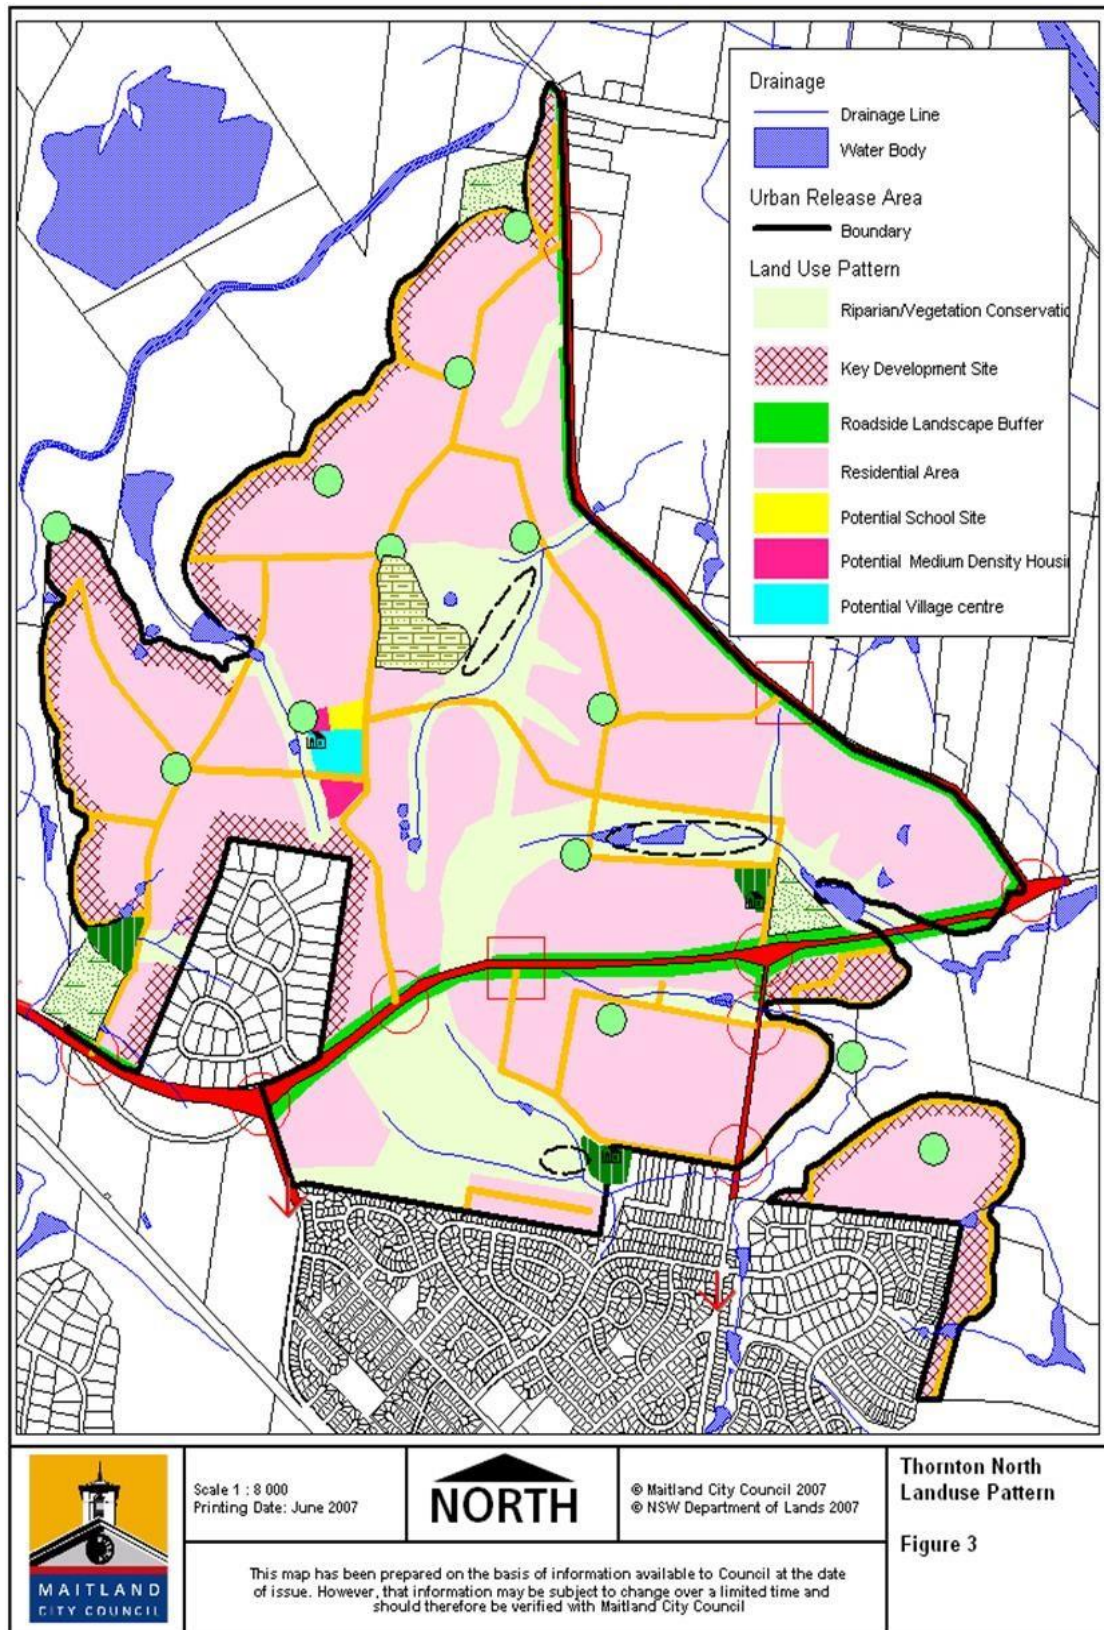 Drainage
Drainage Line
Water Body
Urban Release Area
Boundary
Land Use Pattern
Riparian/Vegetation Conservatio
Key Development Site
Roadside Landscape Buffer
Residential Area
Potential School Site
Potential Medium Density Housi
Potential Village centre
MAITLAND
CITY COUNCIL
Scale 1 : 8 000
Printing Date: June 2007
NORTH
© Maitland City Council 2007
© NSW Department of Lands 2007
This map has been prepared on the basis of information available to Council at the date
of issue. However, that information may be subject to change over a limited time and
should therefore be verified with Maitland City Council
Thornton North
Landuse Pattern
Figure 3